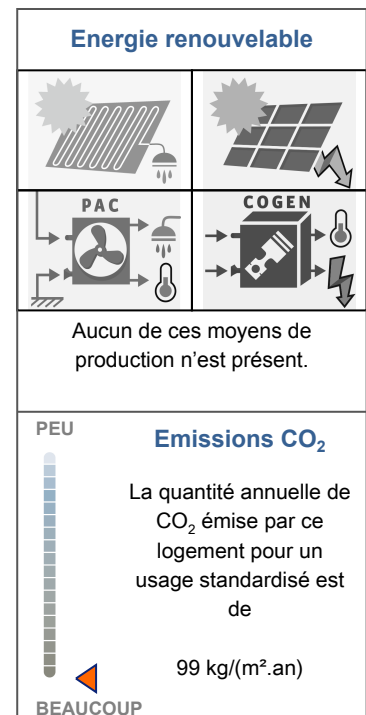 Energie renouvelable
PAC
COGEN
Aucun de ces moyens de
production n'est présent.
PEU
Emissions CO₂
La quantité annuelle de
CO₂ émise par ce
logement pour un
usage standardisé est
de
99 kg/(m².an)
BEAUCOUP